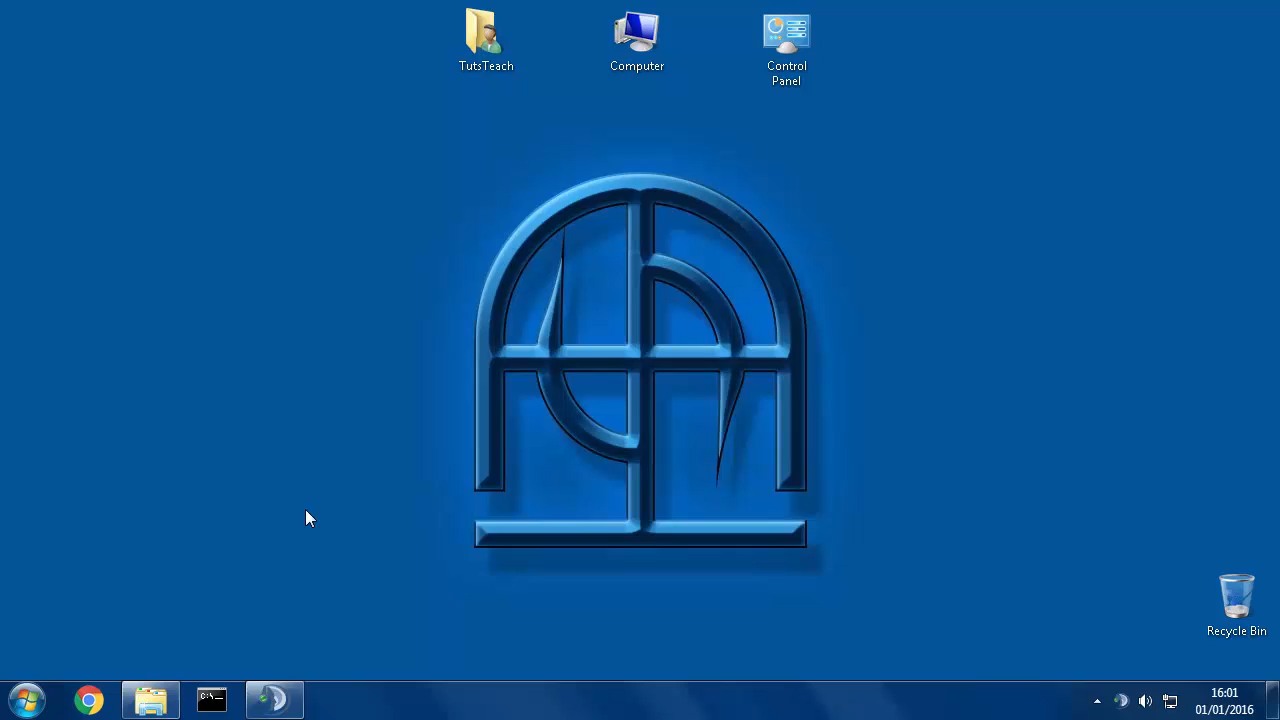 TutsTeach
Computer
Control
Panel
Recycle Bin
C:\_
16:01
01/01/2016